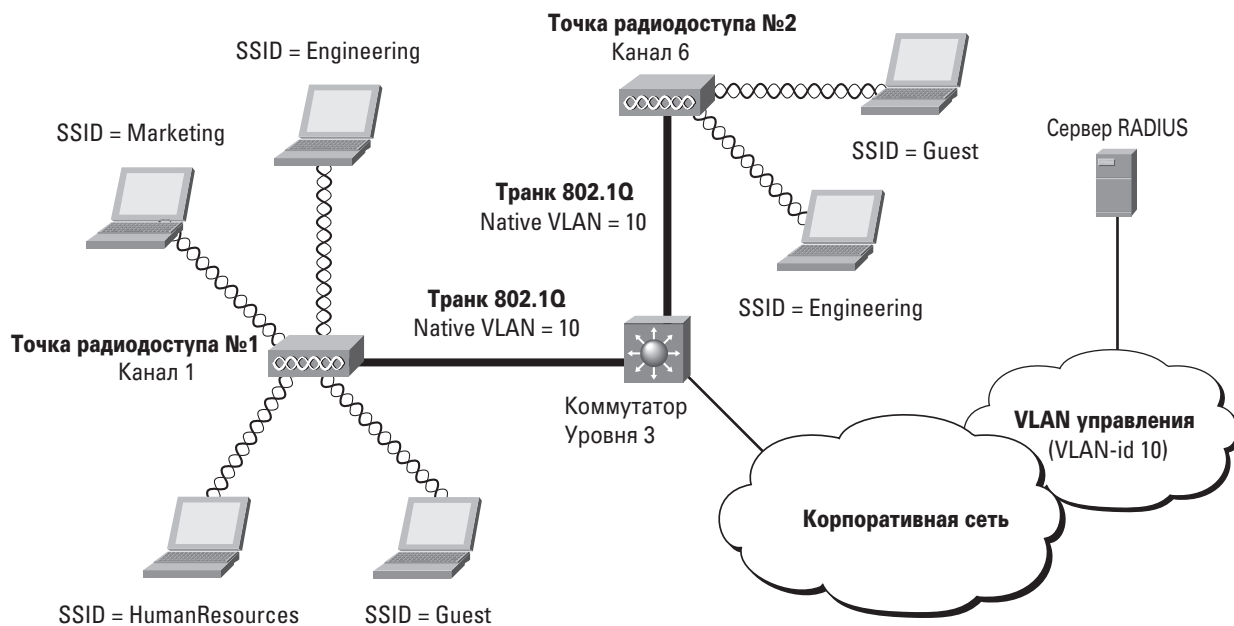 Точка радиодоступа №2
Канал 6
SSID = Engineering
SSID = Marketing
SSID = Guest
Сервер RADIUS
Транк 802.1Q
Native VLAN = 10
SSID = Engineering
Транк 802.1Q
Native VLAN = 10
Точка радиодоступа №1
Канал 1
Коммутатор
Уровня 3
VLAN управления
(VLAN-id 10)
Корпоративная сеть
SSID = HumanResources
SSID = Guest